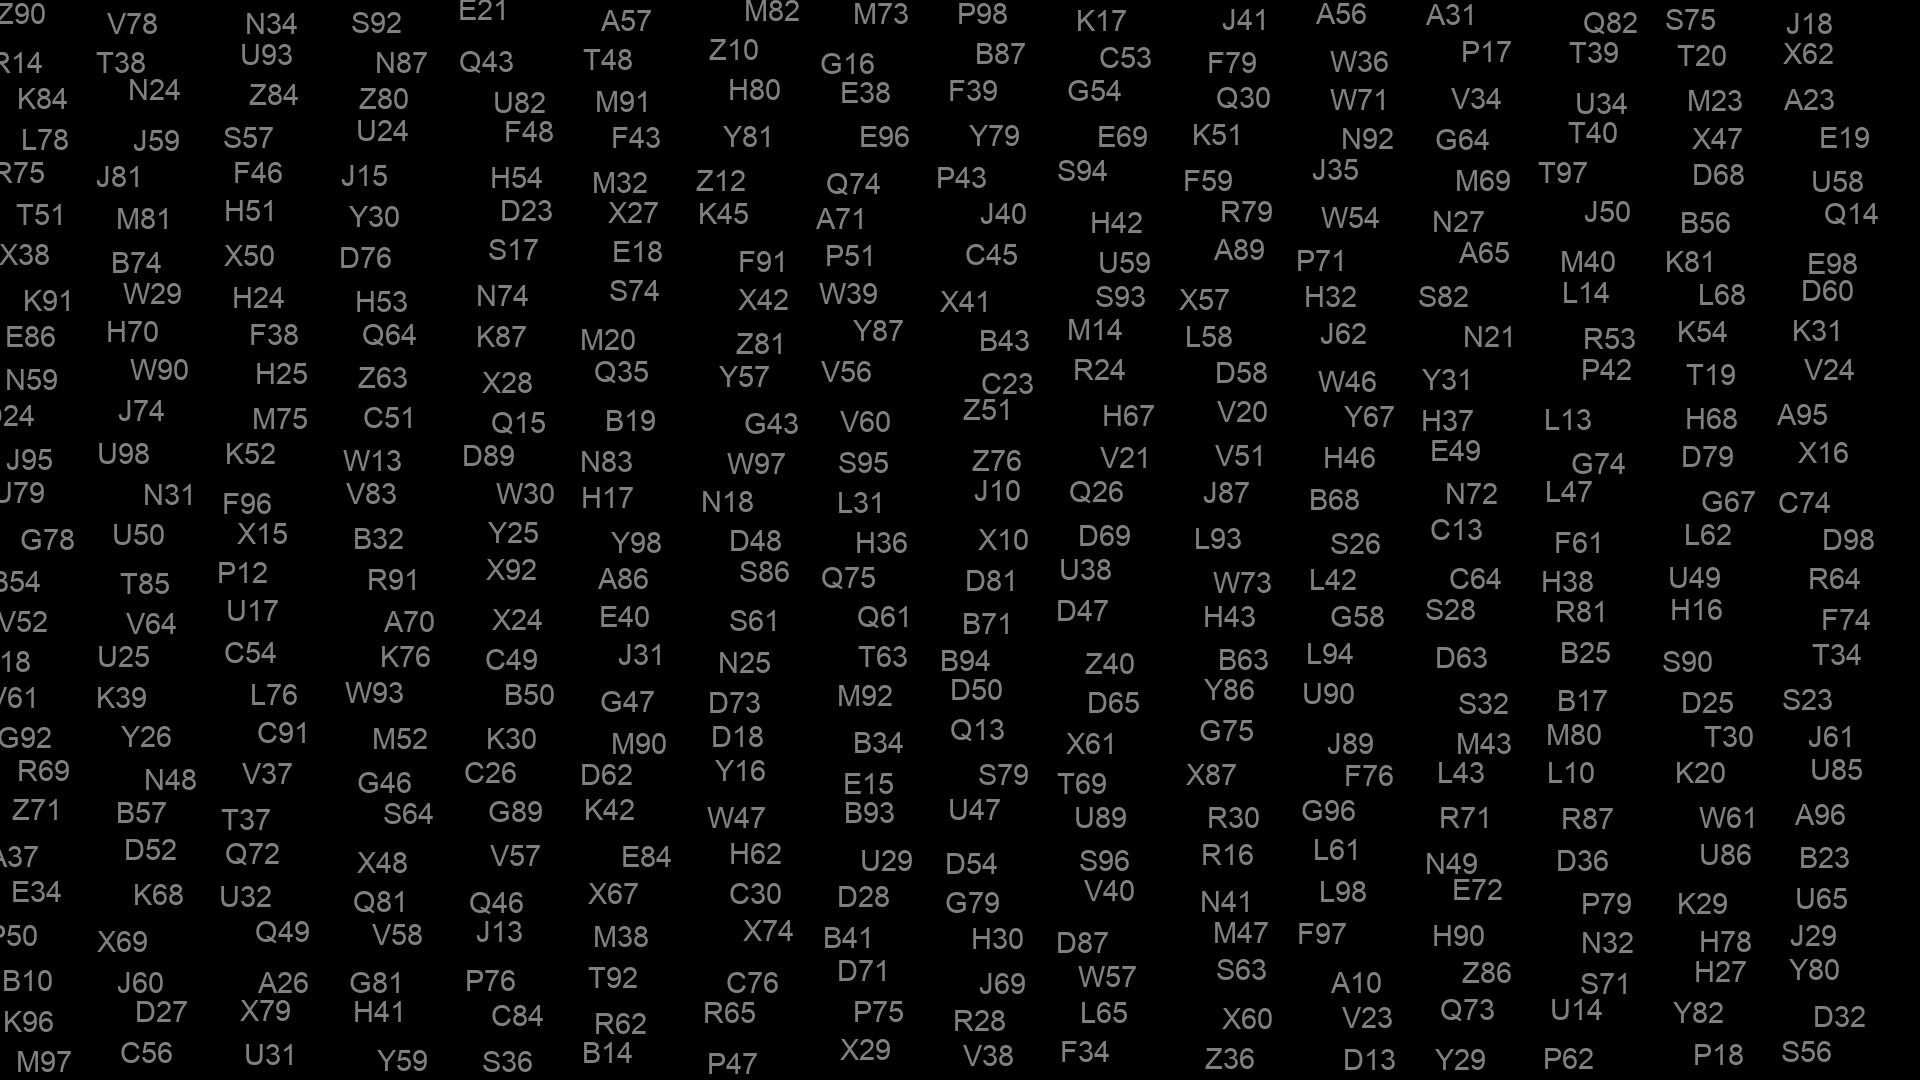 Z90 V78 N34 S92 E21 A57 M82 M73 P98 K17 J41 A56 A31 Q82 S75 J18
R14 T38 U93 N87 Q43 T48 Z10 G16 B87 C53 F79 W36 P17 T39 T20 X62
K84 N24 Z84 Z80 U82 M91 H80 E38 F39 G54 Q30 W71 V34 U34 M23 A23
L78 J59 S57 U24 F48 F43 Y81 E96 Y79 E69 K51 N92 G64 T40 X47 E19
R75 J81 F46 J15 H54 M32 Z12 Q74 P43 S94 F59 J35 M69 T97 D68 U58
T51 M81 H51 Y30 D23 X27 K45 A71 J40 H42 R79 W54 N27 J50 B56 Q14
X38 B74 X50 D76 S17 E18 F91 P51 C45 U59 A89 P71 A65 M40 K81 E98
K91 W29 H24 H53 N74 S74 X42 W39 X41 S93 X57 H32 S82 L14 L68 D60
E86 H70 F38 Q64 K87 M20 Z81 Y87 B43 M14 L58 J62 N21 R53 K54 K31
N59 W90 H25 Z63 X28 Q35 Y57 V56 C23 R24 D58 W46 Y31 P42 T19 V24
J74 M75 C51 Q15 B19 G43 V60 Z51 H67 V20 Y67 H37 L13 H68 A95
J95 U98 K52 W13 D89 N83 W97 S95 Z76 V21 V51 H46 E49 G74 D79 X16
U79 N31 F96 V83 W30 H17 N18 L31 J10 Q26 J87 B68 N72 L47 G67 C74
G78 U50 X15 B32 Y25 Y98 D48 H36 X10 D69 L93 S26 C13 F61 L62 D98
B54 T85 P12 R91 X92 A86 S86 Q75 D81 U38 W73 L42 C64 H38 U49 R64
V52 V64 U17 A70 X24 E40 S61 Q61 B71 D47 H43 G58 S28 R81 H16 F74
18 U25 C54 K76 C49 J31 N25 T63 B94 Z40 B63 L94 D63 B25 S90 T34
V61 K39 L76 W93 B50 G47 D73 M92 D50 D65 Y86 U90 S32 B17 D25 S23
G92 Y26 C91 M52 K30 M90 D18 B34 Q13 X61 G75 J89 M43 M80 T30 J61
R69 N48 V37 G46 C26 D62 Y16 E15 S79 T69 X87 F76 L43 L10 K20 U85
Z71 B57 T37 S64 G89 K42 W47 B93 U47 U89 R30 G96 R71 R87 W61 A96
A37 D52 Q72 X48 V57 E84 H62 U29 D54 S96 R16 L61 N49 D36 U86 B23
E34 K68 U32 Q81 Q46 X67 C30 D28 G79 V40 N41 L98 E72 P79 K29 U65
P50 X69 Q49 V58 J13 M38 X74 B41 H30 D87 M47 F97 H90 N32 H78 J29
B10 J60 A26 G81 P76 T92 C76 D71 J69 W57 S63 A10 Z86 S71 H27 Y80
K96 D27 X79 H41 C84 R62 R65 P75 R28 L65 X60 V23 Q73 U14 Y82 D32
M97 C56 U31 Y59 S36 B14 P47 X29 V38 F34 Z36 D13 Y29 P62 P18 S56